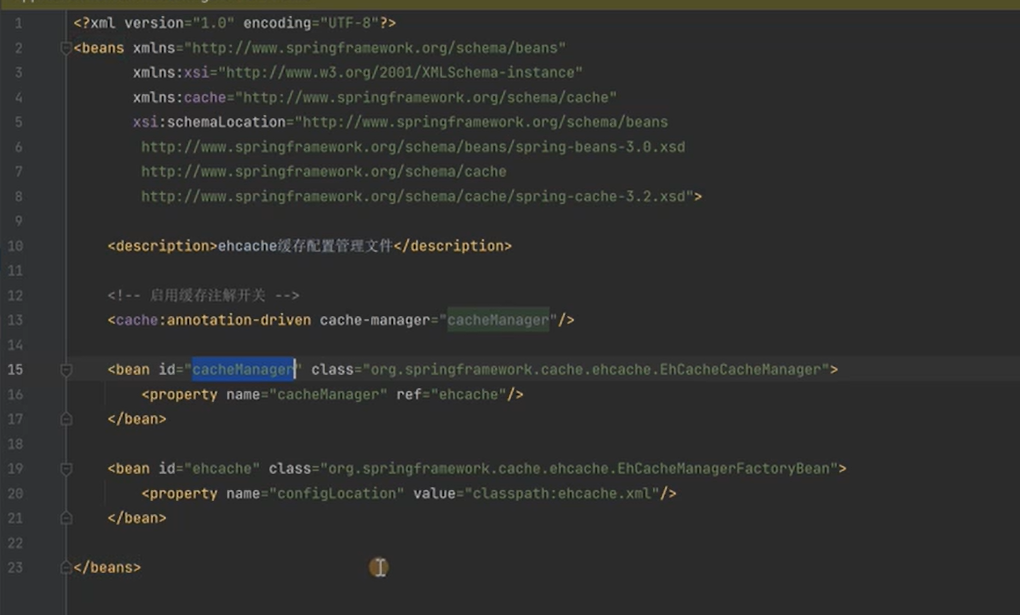 1 <?xml version="1.0" encoding="UTF-8"?>
2 <beans xmlns="http://www.springframework.org/schema/beans"
3 xmlns:xsi="http://www.w3.org/2001/XMLSchema-instance"
4 xmlns:cache="http://www.springframework.org/schema/cache"
5 xsi:schemaLocation="http://www.springframework.org/schema/beans
6 http://www.springframework.org/schema/beans/spring-beans-3.0.xsd
7 http://www.springframework.org/schema/cache
8 http://www.springframework.org/schema/cache/spring-cache-3.2.xsd">
9
10 <description>ehcache缓存配置管理文件</description>
11
12 <!-- 启用缓存注解开关 -->
13 <cache:annotation-driven cache-manager="cacheManager"/>
14
15 <bean id="cacheManager" class="org.springframework.cache.ehcache.EhCacheCacheManager">
16 <property name="cacheManager" ref="ehcache"/>
17 </bean>
18
19 <bean id="ehcache" class="org.springframework.cache.ehcache.EhCacheManagerFactoryBean">
20 <property name="configLocation" value="classpath:ehcache.xml"/>
21 </bean>
22
23 </beans>